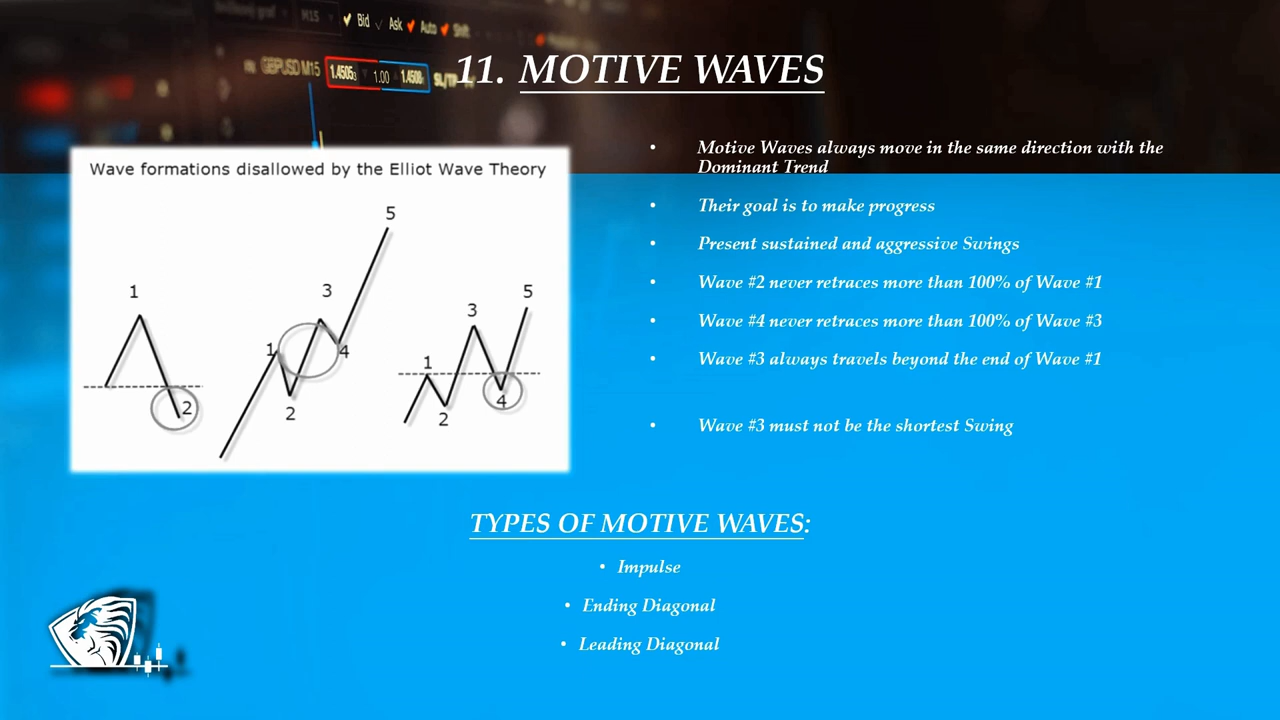 M15 Bid Ask Auto Shift
GBPUSD M15 1.4505 1.00 1.4508
11. MOTIVE WAVES
Wave formations disallowed by the Elliot Wave Theory
1
2
1
2
3
4
5
1
2
3
4
5
• Motive Waves always move in the same direction with the
Dominant Trend
• Their goal is to make progress
• Present sustained and aggressive Swings
• Wave #2 never retraces more than 100% of Wave #1
• Wave #4 never retraces more than 100% of Wave #3
• Wave #3 always travels beyond the end of Wave #1
• Wave #3 must not be the shortest Swing
TYPES OF MOTIVE WAVES:
• Impulse
• Ending Diagonal
• Leading Diagonal